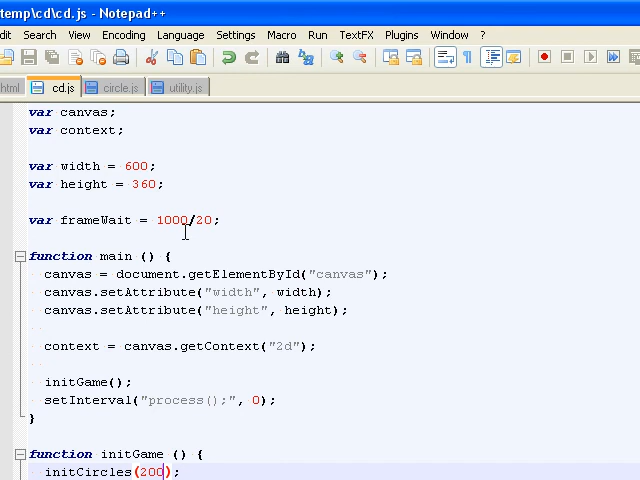 temp\cd\cd.js - Notepad++
dit Search View Encoding Language Settings Macro Run TextFX Plugins Window ?
html cd.js circle.js utility.js
var canvas;
var context;
var width = 600;
var height = 360;
var frameWait = 1000/20;
function main () {
canvas = document.getElementById("canvas");
canvas.setAttribute("width", width);
canvas.setAttribute("height", height);
context = canvas.getContext("2d");
initGame();
setInterval("process();", 0);
}
function initGame () {
initCircles(200);